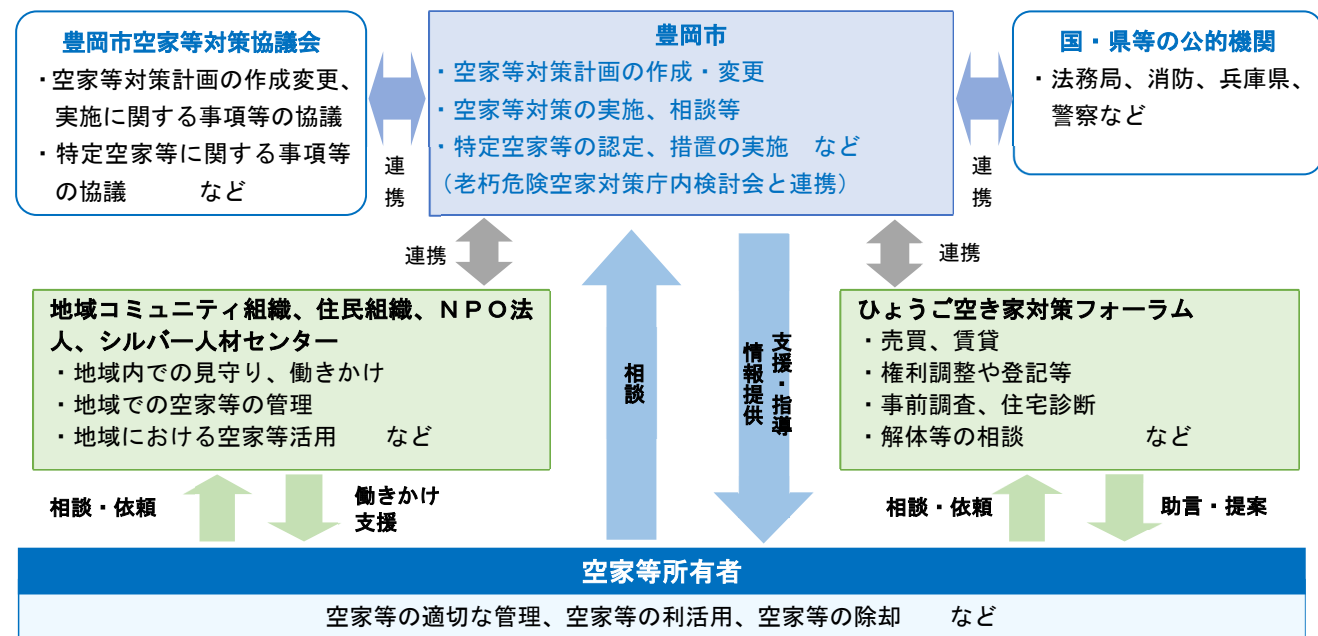 豊岡市空家等対策協議会
・空家等対策計画の作成変更、
実施に関する事項等の協議
・特定空家等に関する事項等
の協議　　　など
連携
豊岡市
・空家等対策計画の作成・変更
・空家等対策の実施、相談等
・特定空家等の認定、措置の実施　など
（老朽危険空家対策庁内検討会と連携）
連携
国・県等の公的機関
・法務局、消防、兵庫県、
警察など
連携
連携
地域コミュニティ組織、住民組織、ＮＰＯ法
人、シルバー人材センター
・地域内での見守り、働きかけ
・地域での空家等の管理
・地域における空家等活用　　など
相談
支援・指導
情報提供
ひょうご空き家対策フォーラム
・売買、賃貸
・権利調整や登記等
・事前調査、住宅診断
・解体等の相談　　　　　など
相談・依頼
働きかけ
支援
相談・依頼
助言・提案
空家等所有者
空家等の適切な管理、空家等の利活用、空家等の除却　　など